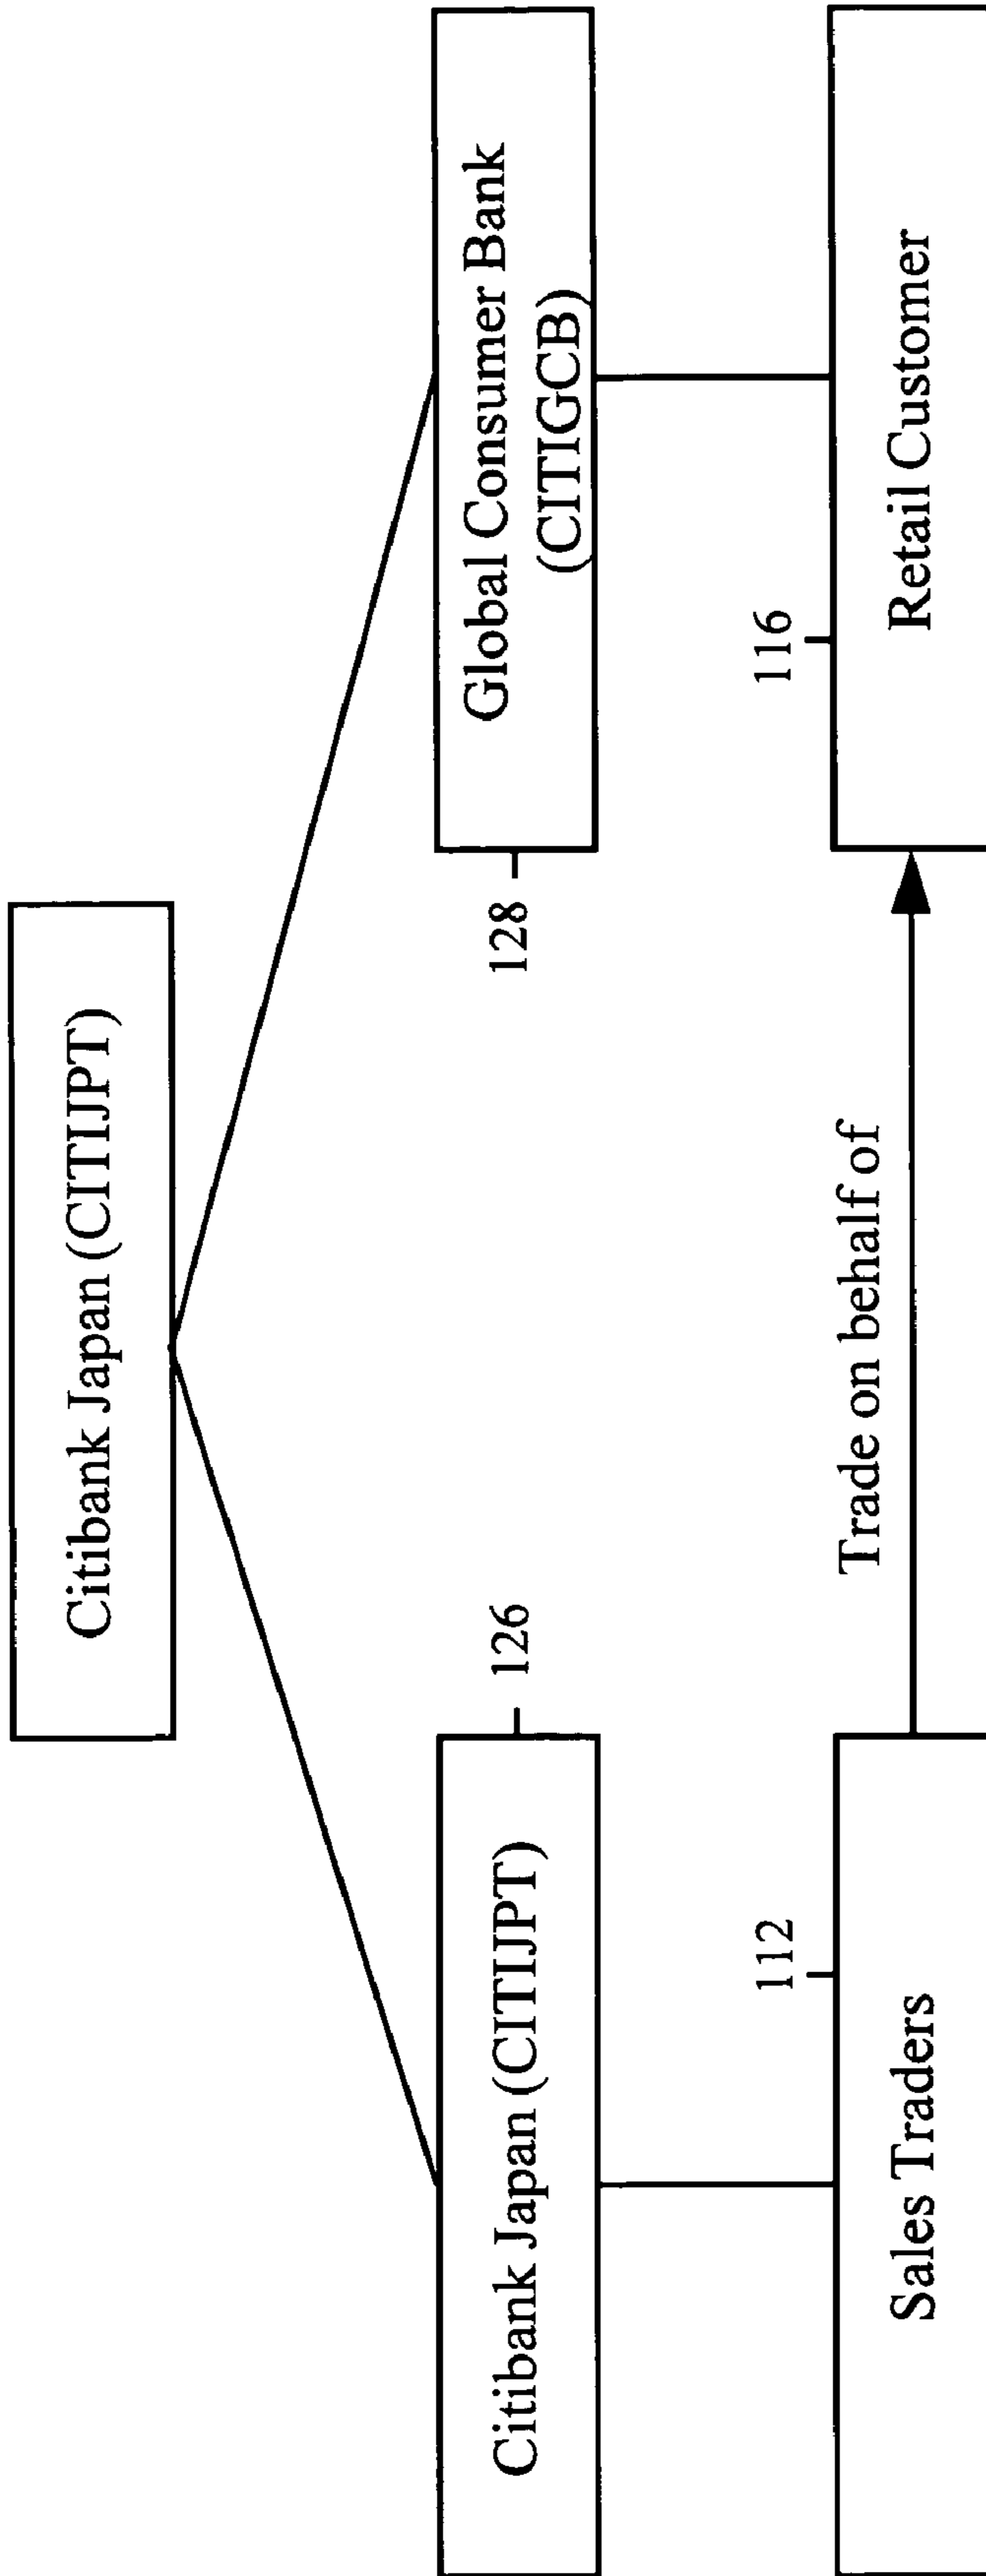 Citibank Japan (CITIJPT)
Citibank Japan (CITIJPT)
126
128
Global Consumer Bank
(CITIGCB)
112
116
Sales Traders
Trade on behalf of
Retail Customer